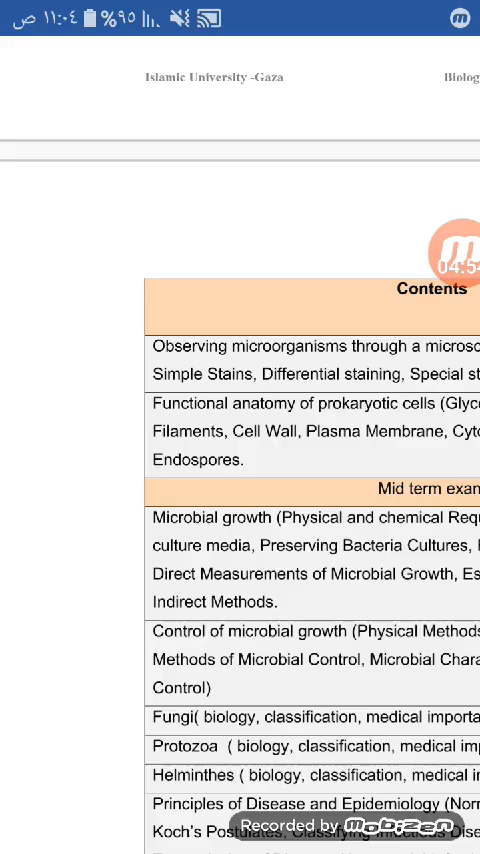 ص ١١:٠٤ %٩٥
Islamic University -Gaza
Biolog
04:54
Contents
Observing microorganisms through a microsc
Simple Stains, Differential staining, Special st
Functional anatomy of prokaryotic cells (Glyc
Filaments, Cell Wall, Plasma Membrane, Cyt
Endospores.
Mid term exan
Microbial growth (Physical and chemical Requ
culture media, Preserving Bacteria Cultures,
Direct Measurements of Microbial Growth, Es
Indirect Methods.
Control of microbial growth (Physical Methods
Methods of Microbial Control, Microbial Chara
Control)
Fungi( biology, classification, medical importa
Protozoa ( biology, classification, medical imp
Helminthes ( biology, classification, medical in
Principles of Disease and Epidemiology (Norr
Koch's Postulates, Classifying Infectious Dise
Recorded by mobizen